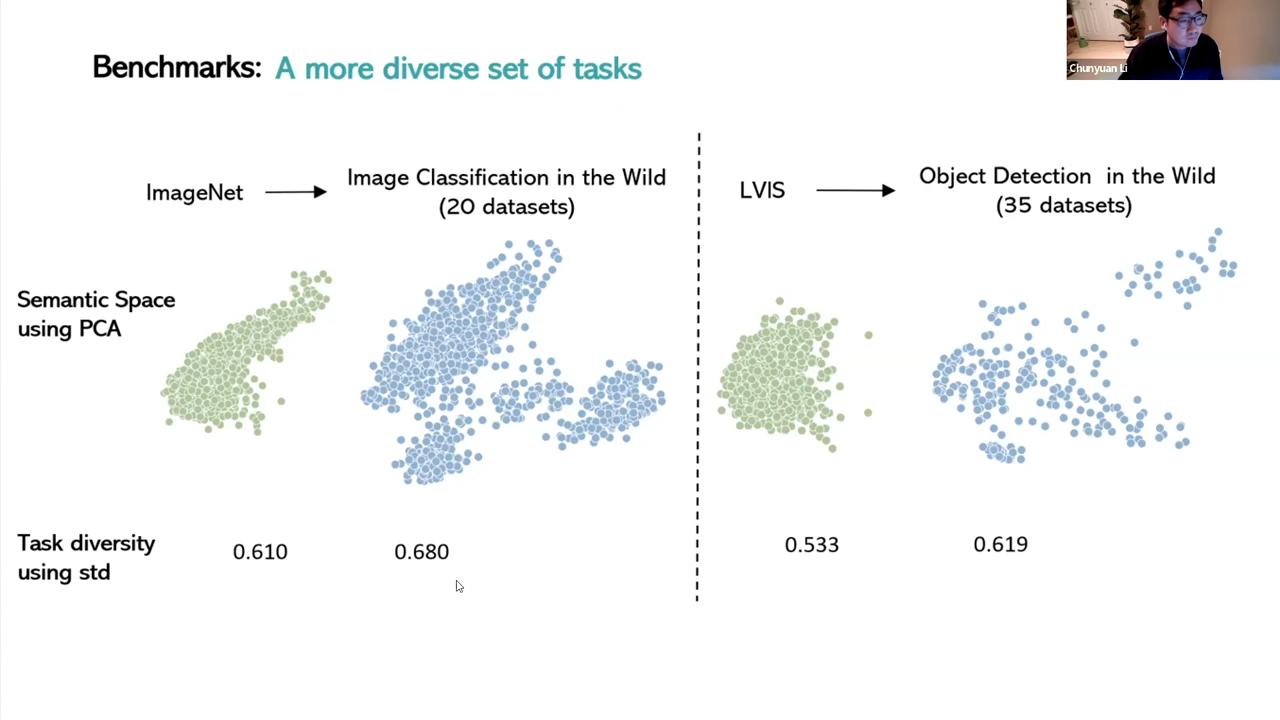 Benchmarks: A more diverse set of tasks
Chunyuan Li
ImageNet
Image Classification in the Wild
(20 datasets)
LVIS
Object Detection in the Wild
(35 datasets)
Semantic Space
using PCA
Task diversity
using std
0.610
0.680
0.533
0.619